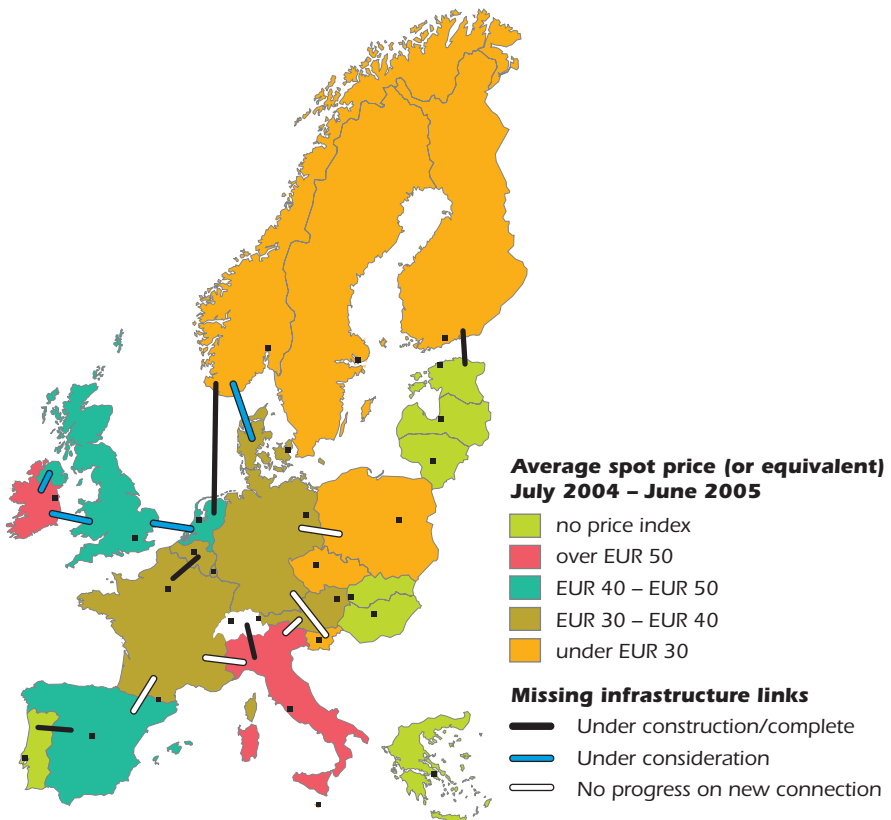 Average spot price (or equivalent)
July 2004 – June 2005
no price index
over EUR 50
EUR 40 – EUR 50
EUR 30 – EUR 40
under EUR 30
Missing infrastructure links
Under construction/complete
Under consideration
No progress on new connection